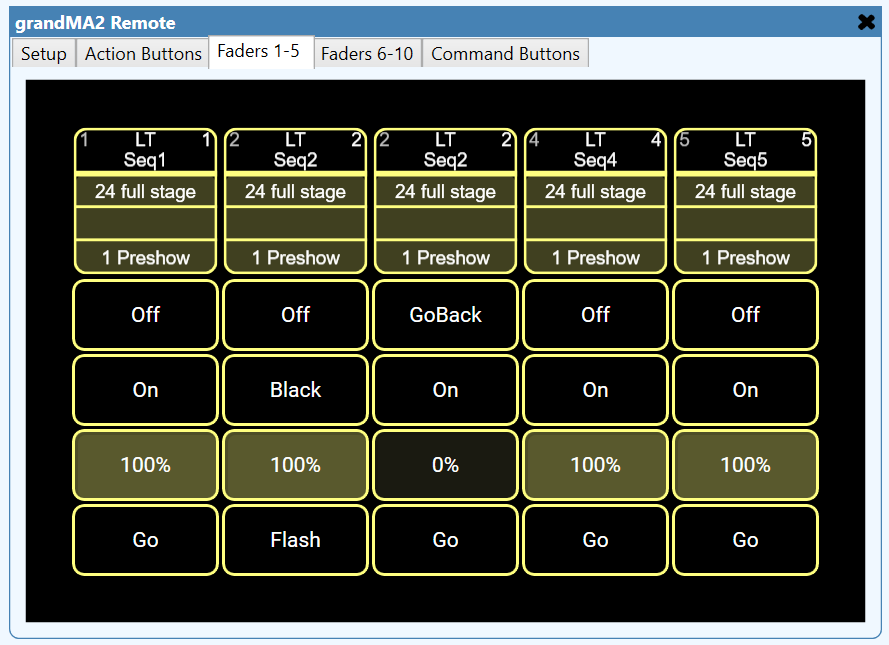 grandMA2 Remote
Setup Action Buttons Faders 1-5 Faders 6-10 Command Buttons
1 LT 1 2 LT 2 2 LT 2 4 LT 4 5 LT 5
Seq1 Seq2 Seq2 Seq4 Seq5
24 full stage 24 full stage 24 full stage 24 full stage 24 full stage
1 Preshow 1 Preshow 1 Preshow 1 Preshow 1 Preshow
Off Off GoBack Off Off
On Black On On On
100% 100% 0% 100% 100%
Go Flash Go Go Go